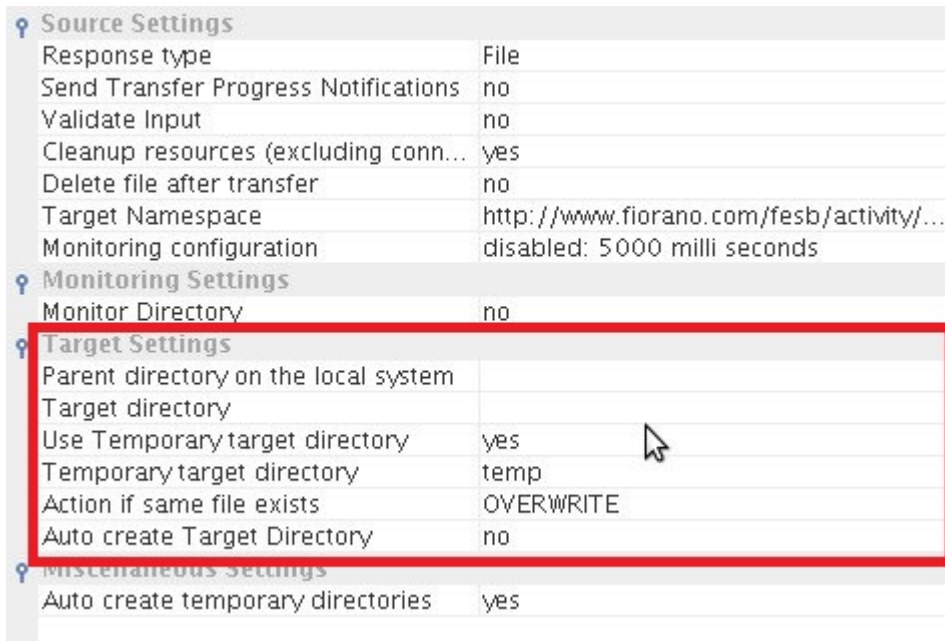 Source Settings
Response type File
Send Transfer Progress Notifications no
Validate Input no
Cleanup resources (excluding conn... yes
Delete file after transfer no
Target Namespace http://www.fiorano.com/fesb/activity/...
Monitoring configuration disabled: 5000 milli seconds
Monitoring Settings
Monitor Directory no
Target Settings
Parent directory on the local system
Target directory
Use Temporary target directory yes
Temporary target directory temp
Action if same file exists OVERWRITE
Auto create Target Directory no
Miscellaneous Settings
Auto create temporary directories yes